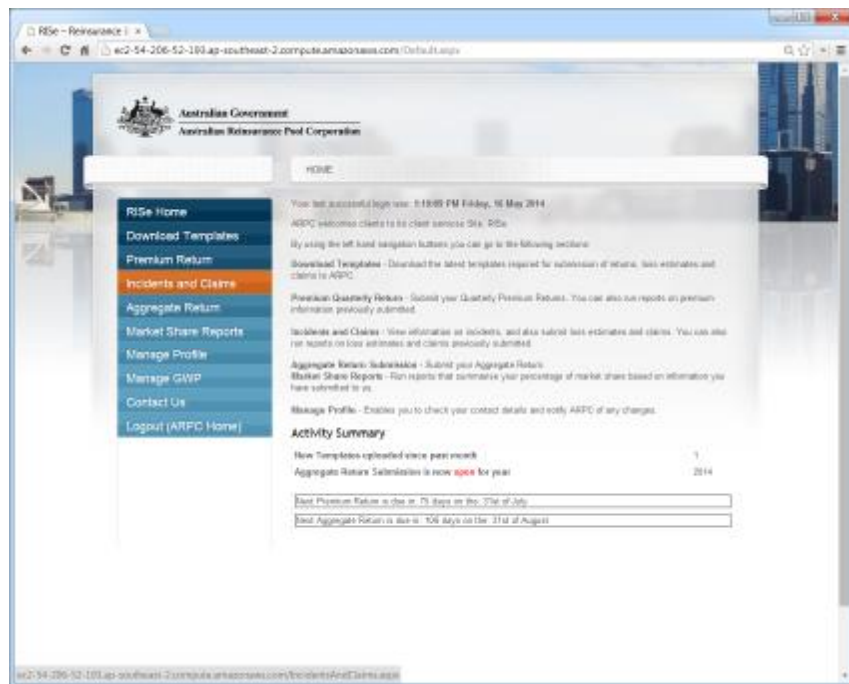 RISe - Reinsurance I
ec2-54-206-52-193.ap-southeast-2.compute.amazonaws.com/Default.aspx
Australian Government
Australian Reinsurance Pool Corporation
HOME
RISe Home
Download Templates
Premium Return
Incidents and Claims
Aggregate Return
Market Share Reports
Manage Profile
Manage GWP
Contact Us
Logout (ARPC Home)
Your last successful login was: PM Friday, 16 May 2014
ARPC welcomes clients to its client services Site, RISe
By using the left hand navigation buttons you can go to the following sections:
Download Templates - Download the latest templates required for submission of returns, loss estimates and
claims to ARPC.
Premium Quarterly Return - Submit your Quarterly Premium Returns. You can also run reports on premium
information previously submitted.
Incidents and Claims - View information on incidents, and also submit loss estimates and claims. You can also
run reports on loss estimates and claims previously submitted.
Aggregate Return Submission - Submit your Aggregate Return.
Market Share Reports - Run reports that summarise your percentage of market share based on information you
have submitted to us.
Manage Profile - Enables you to check your contact details and notify ARPC of any changes.
Activity Summary
New Templates uploaded since past month 1
Aggregate Return Submission is now open for year 2014
Next Premium Return is due in: 75 days on the: 31st of July
Next Aggregate Return is due in: 106 days on the: 31st of August
ec2-54-206-52-193.ap-southeast-2.compute.amazonaws.com/IncidentsAndClaims.aspx